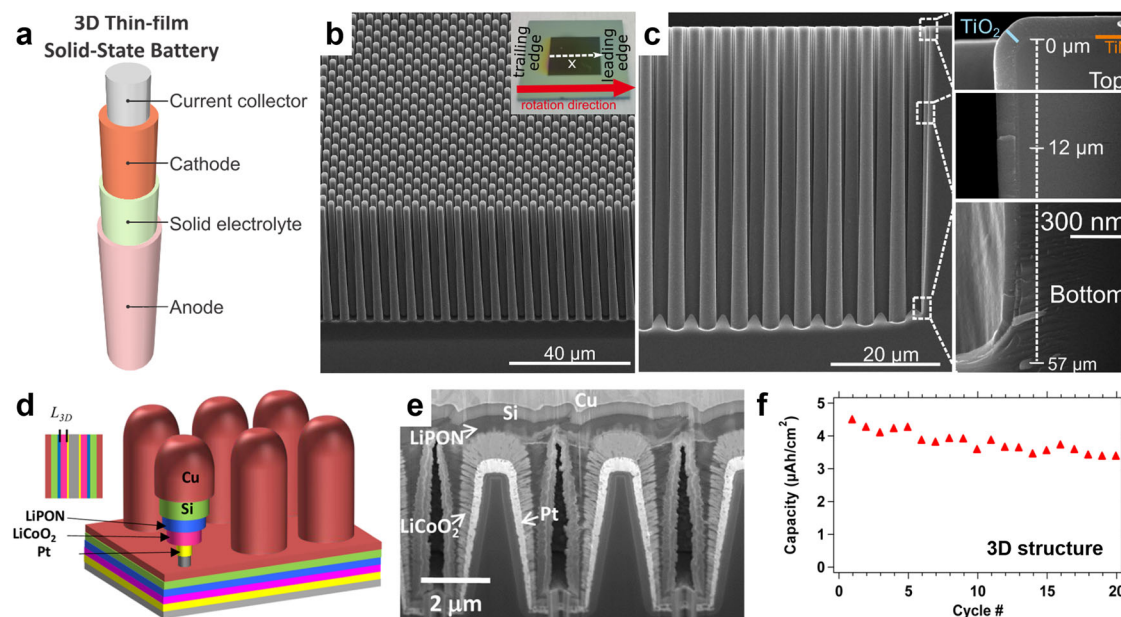 a
3D Thin-film
Solid-State Battery
Current collector
Cathode
Solid electrolyte
Anode
b
trailing
edge
x
leading
edge
rotation direction
40 µm
c
20 µm
TiO₂
0 µm
Top
12 µm
300 nm
Bottom
57 µm
d
L3D
Cu
Si
LiPON
LiCoO₂
Pt
e
Cu
Si
LiPON
LiCoO₂
Pt
2 µm
f
Capacity (µAh/cm²)
5
4
3
2
1
0
0
5
10
15
20
3D structure
Cycle #